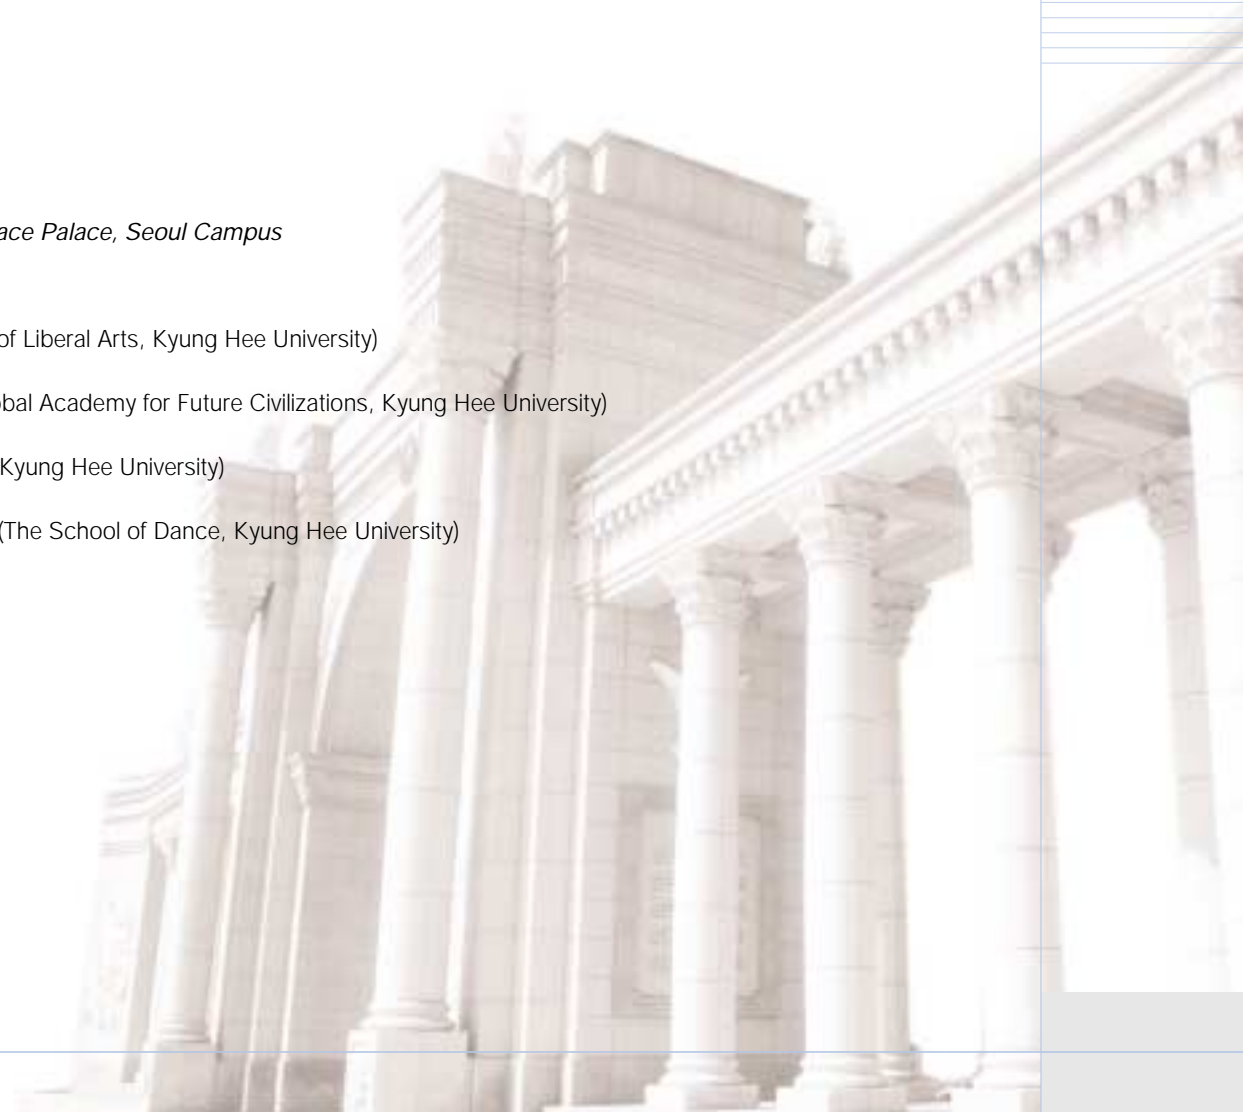 ace Palace, Seoul Campus
of Liberal Arts, Kyung Hee University)
obal Academy for Future Civilizations, Kyung Hee University)
Kyung Hee University)
(The School of Dance, Kyung Hee University)